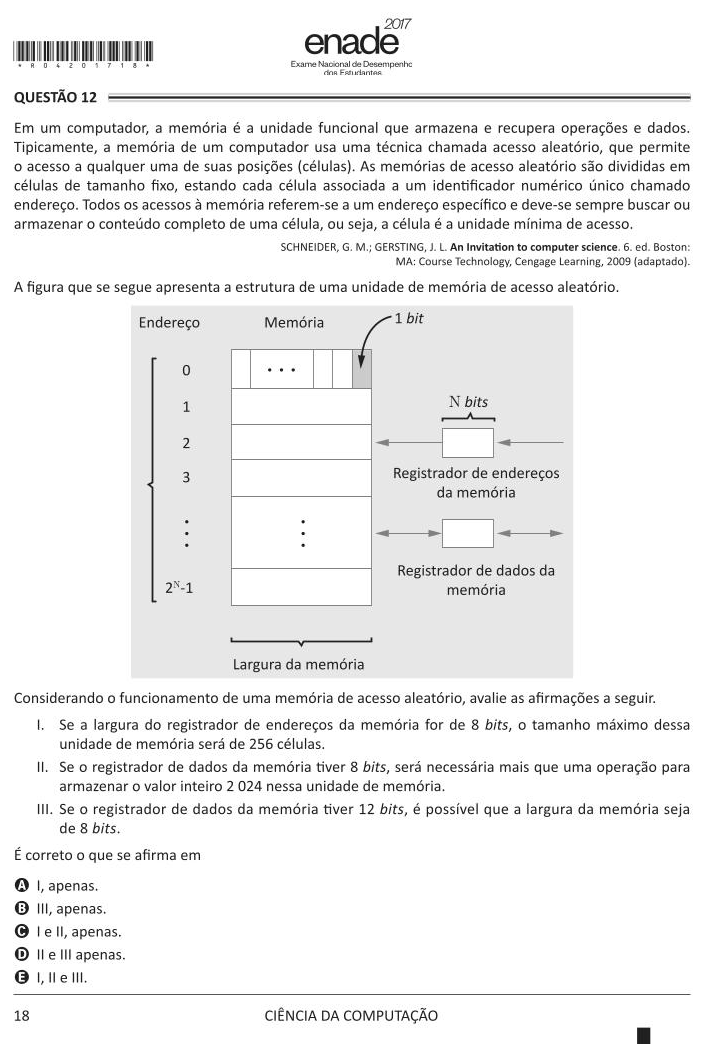 enade 2017
Exame Nacional de Desempenho
dos Estudantes
* R 0 4 2 0 1 7 1 8 *
QUESTÃO 12
Em um computador, a memória é a unidade funcional que armazena e recupera operações e dados.
Tipicamente, a memória de um computador usa uma técnica chamada acesso aleatório, que permite
o acesso a qualquer uma de suas posições (células). As memórias de acesso aleatório são divididas em
células de tamanho fixo, estando cada célula associada a um identificador numérico único chamado
endereço. Todos os acessos à memória referem-se a um endereço específico e deve-se sempre buscar ou
armazenar o conteúdo completo de uma célula, ou seja, a célula é a unidade mínima de acesso.
SCHNEIDER, G. M.; GERSTING, J. L. An Invitation to computer science. 6. ed. Boston:
MA: Course Technology, Cengage Learning, 2009 (adaptado).
A figura que se segue apresenta a estrutura de uma unidade de memória de acesso aleatório.
Endereço Memória 1 bit
0 • • •
1
N bits
2
3
Registrador de endereços
da memória
Registrador de dados da
memória
2ᴺ-1
Largura da memória
Considerando o funcionamento de uma memória de acesso aleatório, avalie as afirmações a seguir.
I. Se a largura do registrador de endereços da memória for de 8 bits, o tamanho máximo dessa
unidade de memória será de 256 células.
II. Se o registrador de dados da memória tiver 8 bits, será necessária mais que uma operação para
armazenar o valor inteiro 2 024 nessa unidade de memória.
III. Se o registrador de dados da memória tiver 12 bits, é possível que a largura da memória seja
de 8 bits.
É correto o que se afirma em
A I, apenas.
B III, apenas.
C I e II, apenas.
D II e III apenas.
E I, II e III.
18 CIÊNCIA DA COMPUTAÇÃO